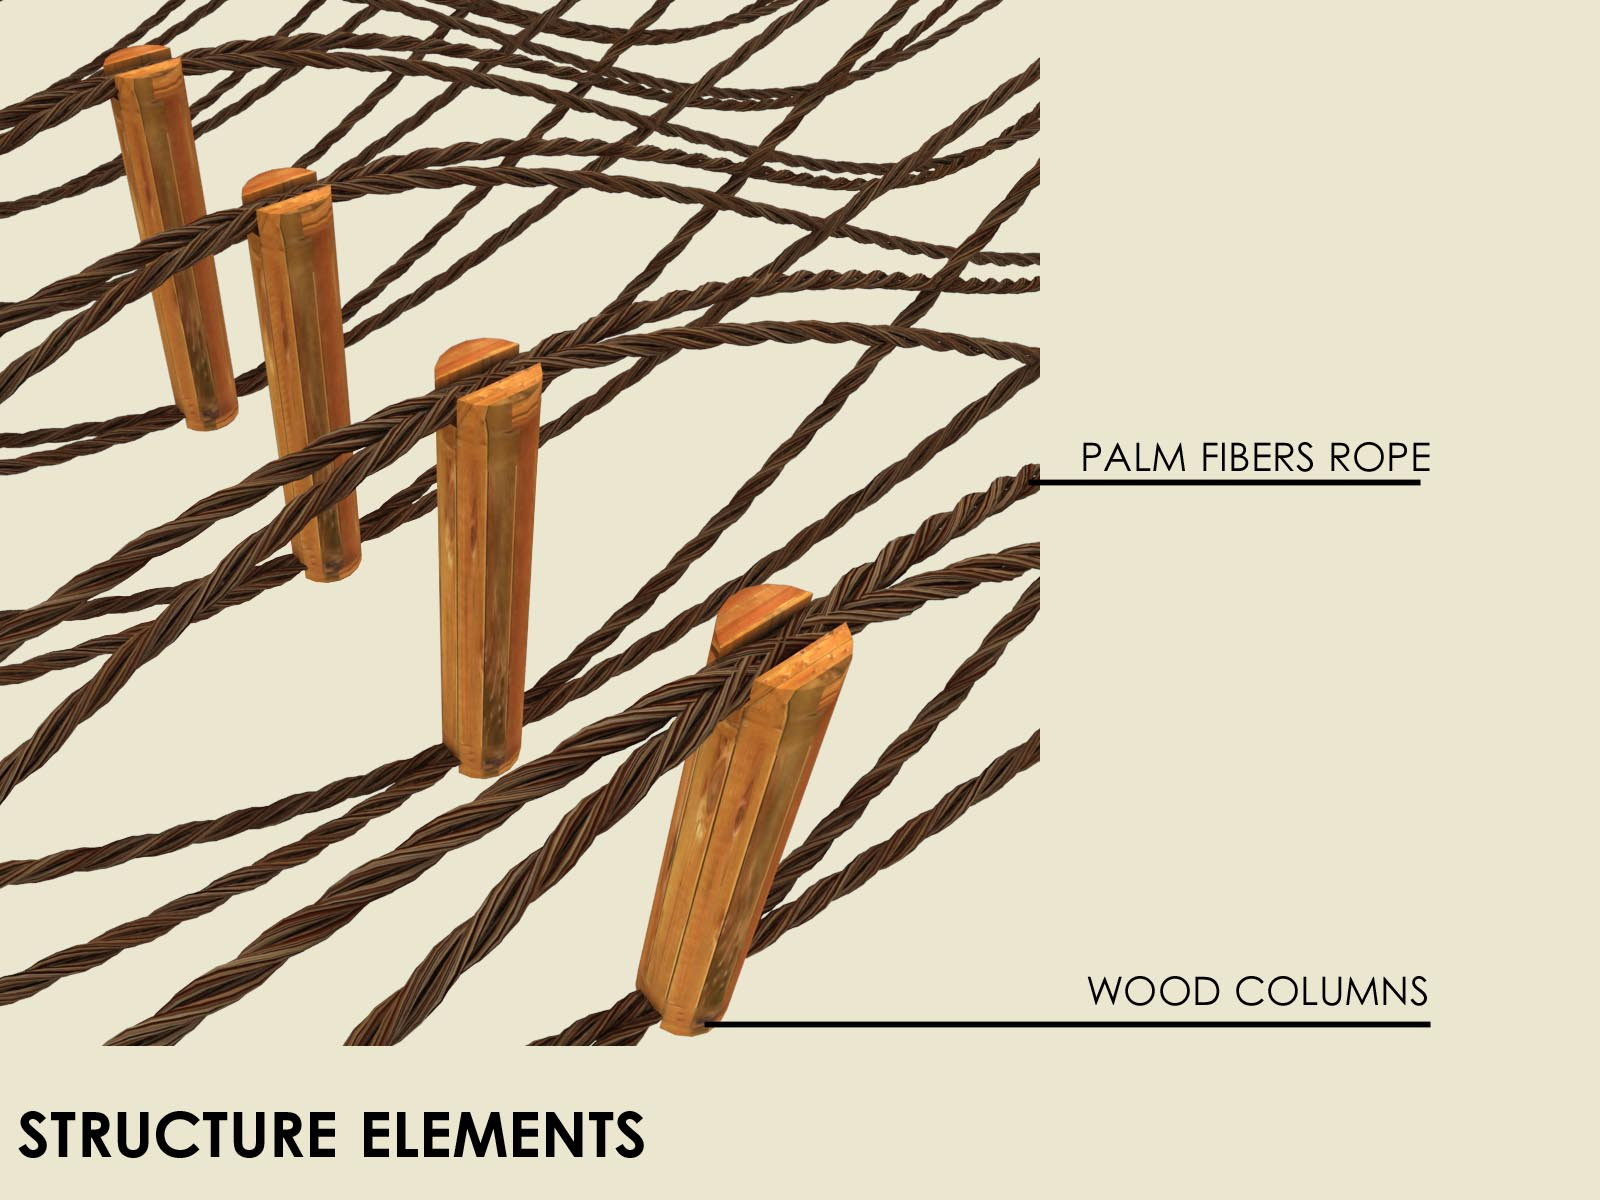 PALM FIBERS ROPE
WOOD COLUMNS
STRUCTURE ELEMENTS